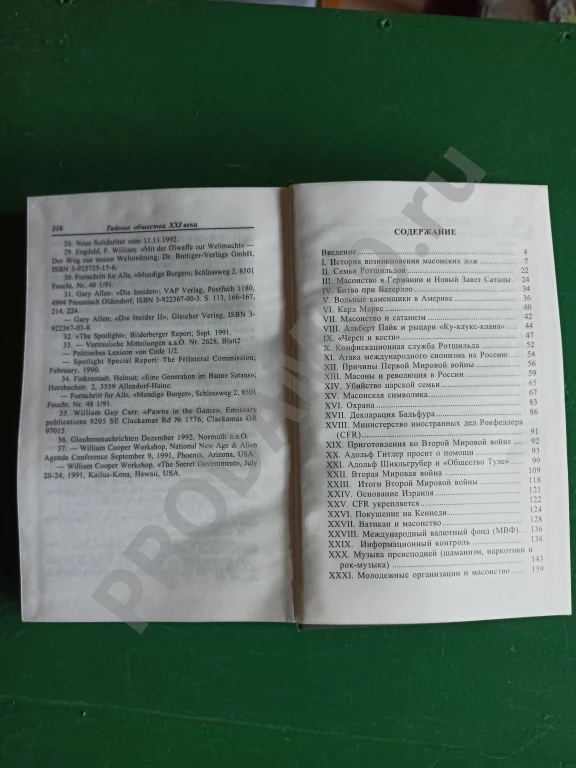 316 Тайные общества XXI века
28. Neue Solidarität vom 11.11.1992.
29. Engdahl, F. William: «Mit der Ölwaffe zur Weltmacht» —
Der Weg zur neuen Weltordnung, Dr. Böttiger-Verlags GmbH,
ISBN 3-925725-15-6.
30. Fortschritt für Alle, «Mundige Burger», Schlossweg 2, 8501
Feucht, Nr. 48 1/91.
31. Gary Allen: «Die Insider», VAP Verlag, Postfach 1180,
4994 Preussisch Oldendorf, ISBN 3-922367-00-3. S. 113, 166-167,
214, 224.
— Gary Allen: «Die Insider II», Gleicher Verlag, ISBN 3-
922367-03-8.
32. «The Spotlight», Bilderberger Report, Sept. 1991.
33. — Vertrauliche Mitteilungen a.a.O. Nr. 2628, Blatt2
— Politisches Lexicon von Code 1/2.
— Spotlight Special Report: The Frilateral Commission;
February, 1990.
34. Finkenstadt, Helmut; «Eine Generation im Banne Satans»;
Horzbachstr. 2, 3559 Allendorf-Haine.
— Fortschritt für Alle, «Mundige Burger», Schlossweg 2, 8501
Feucht, Nr. 48 1/91.
35. William Guy Carr: «Pawns in the Game», Emissary
publications 9205 SE Clackamas Rd № 1776, Clackamas OR
97015.
36. Glaubensnachrichten Dezember 1992, Normuth a.a.O.
37. — William Cooper Workshop, National New Age & Alien
Agenda Conference September 9, 1991, Phoenix, Arizona, USA.
— William Cooper Workshop, «The Secret Government», July
20-24, 1991, Kailua-Kona, Hawaii, USA.
СОДЕРЖАНИЕ
Введение 4
I. История возникновения масонских лож 7
II. Семья Ротшильдов 22
III. Масонство в Германии и Новый Завет Сатаны 24
IV. Битва при Ватерлоо 34
V. Вольные каменщики в Америке 36
VI. Карл Маркс 40
VII. Масонство и сатанизм 42
VIII. Альберт Пайк и рыцари «Ку-клукс-клана» 44
IX. «Череп и кости» 47
X. Конфискационная служба Ротшильда 52
XI. Атака международного сионизма на Россию 54
XII. Причины Первой Мировой войны 56
XIII. Масоны и революция в России 59
XIV. Убийство царской семьи 65
XV. Масонская символика 67
XVI. Охрана 83
XVII. Декларация Бальфура 86
XVIII. Министерство иностранных дел Рокфеллера
(CFR) 91
XIX. Приготовления ко Второй Мировой войне 92
XX. Адольф Гитлер просит о помощи 93
XXI. Адольф Шикльгрубер и «Общество Туле» 99
XXII. Вторая Мировая война 109
XXIII. Итоги Второй Мировой войны 118
XXIV. Основание Израиля 121
XXV. CFR укрепляется 122
XXVI. Покушение на Кеннеди 124
XXVII. Ватикан и масонство 128
XXVIII. Международный валютный фонд (МВФ) 136
XXIX. Информационный контроль 138
XXX. Музыка преисподней (шаманизм, наркотики и
рок-музыка) 143
XXXI. Молодежные организации и масонство 159